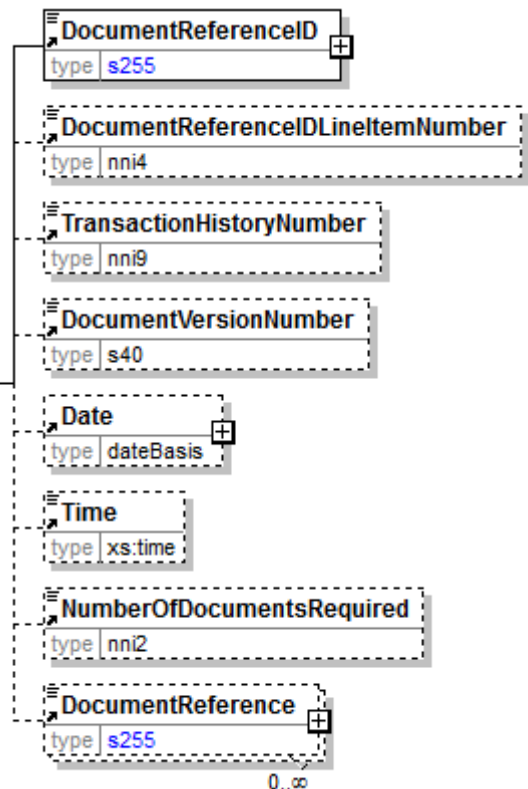 DocumentReferenceID
type s255
DocumentReferenceIDLineItemNumber
type nni4
TransactionHistoryNumber
type nni9
DocumentVersionNumber
type s40
Date
type dateBasis
Time
type xs:time
NumberOfDocumentsRequired
type nni2
DocumentReference
type s255
0..∞